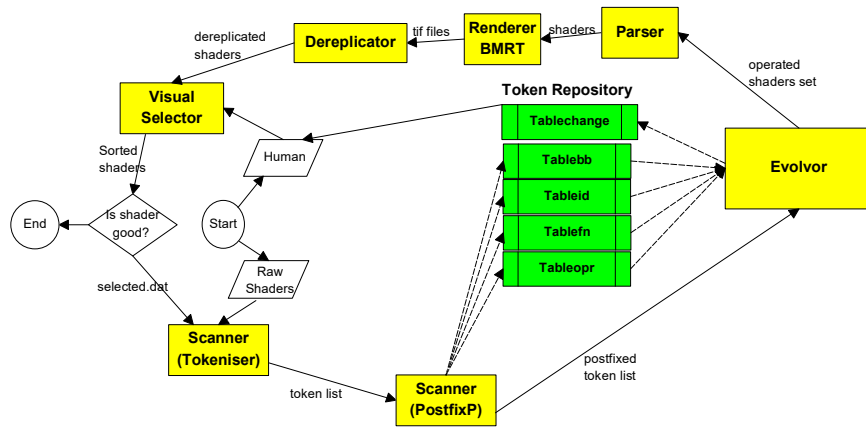 dereplicated
shaders
Dereplicator
tif files
Renderer
BMRT
shaders
Parser
operated
shaders set
Visual
Selector
Token Repository
Tablechange
Human
Sorted
shaders
Tablebb
Evolvor
Tableid
End
Is shader
good?
Start
Tablefn
Tableopr
Raw
Shaders
selected.dat
Scanner
(Tokeniser)
token list
Scanner
(PostfixP)
postfixed
token list